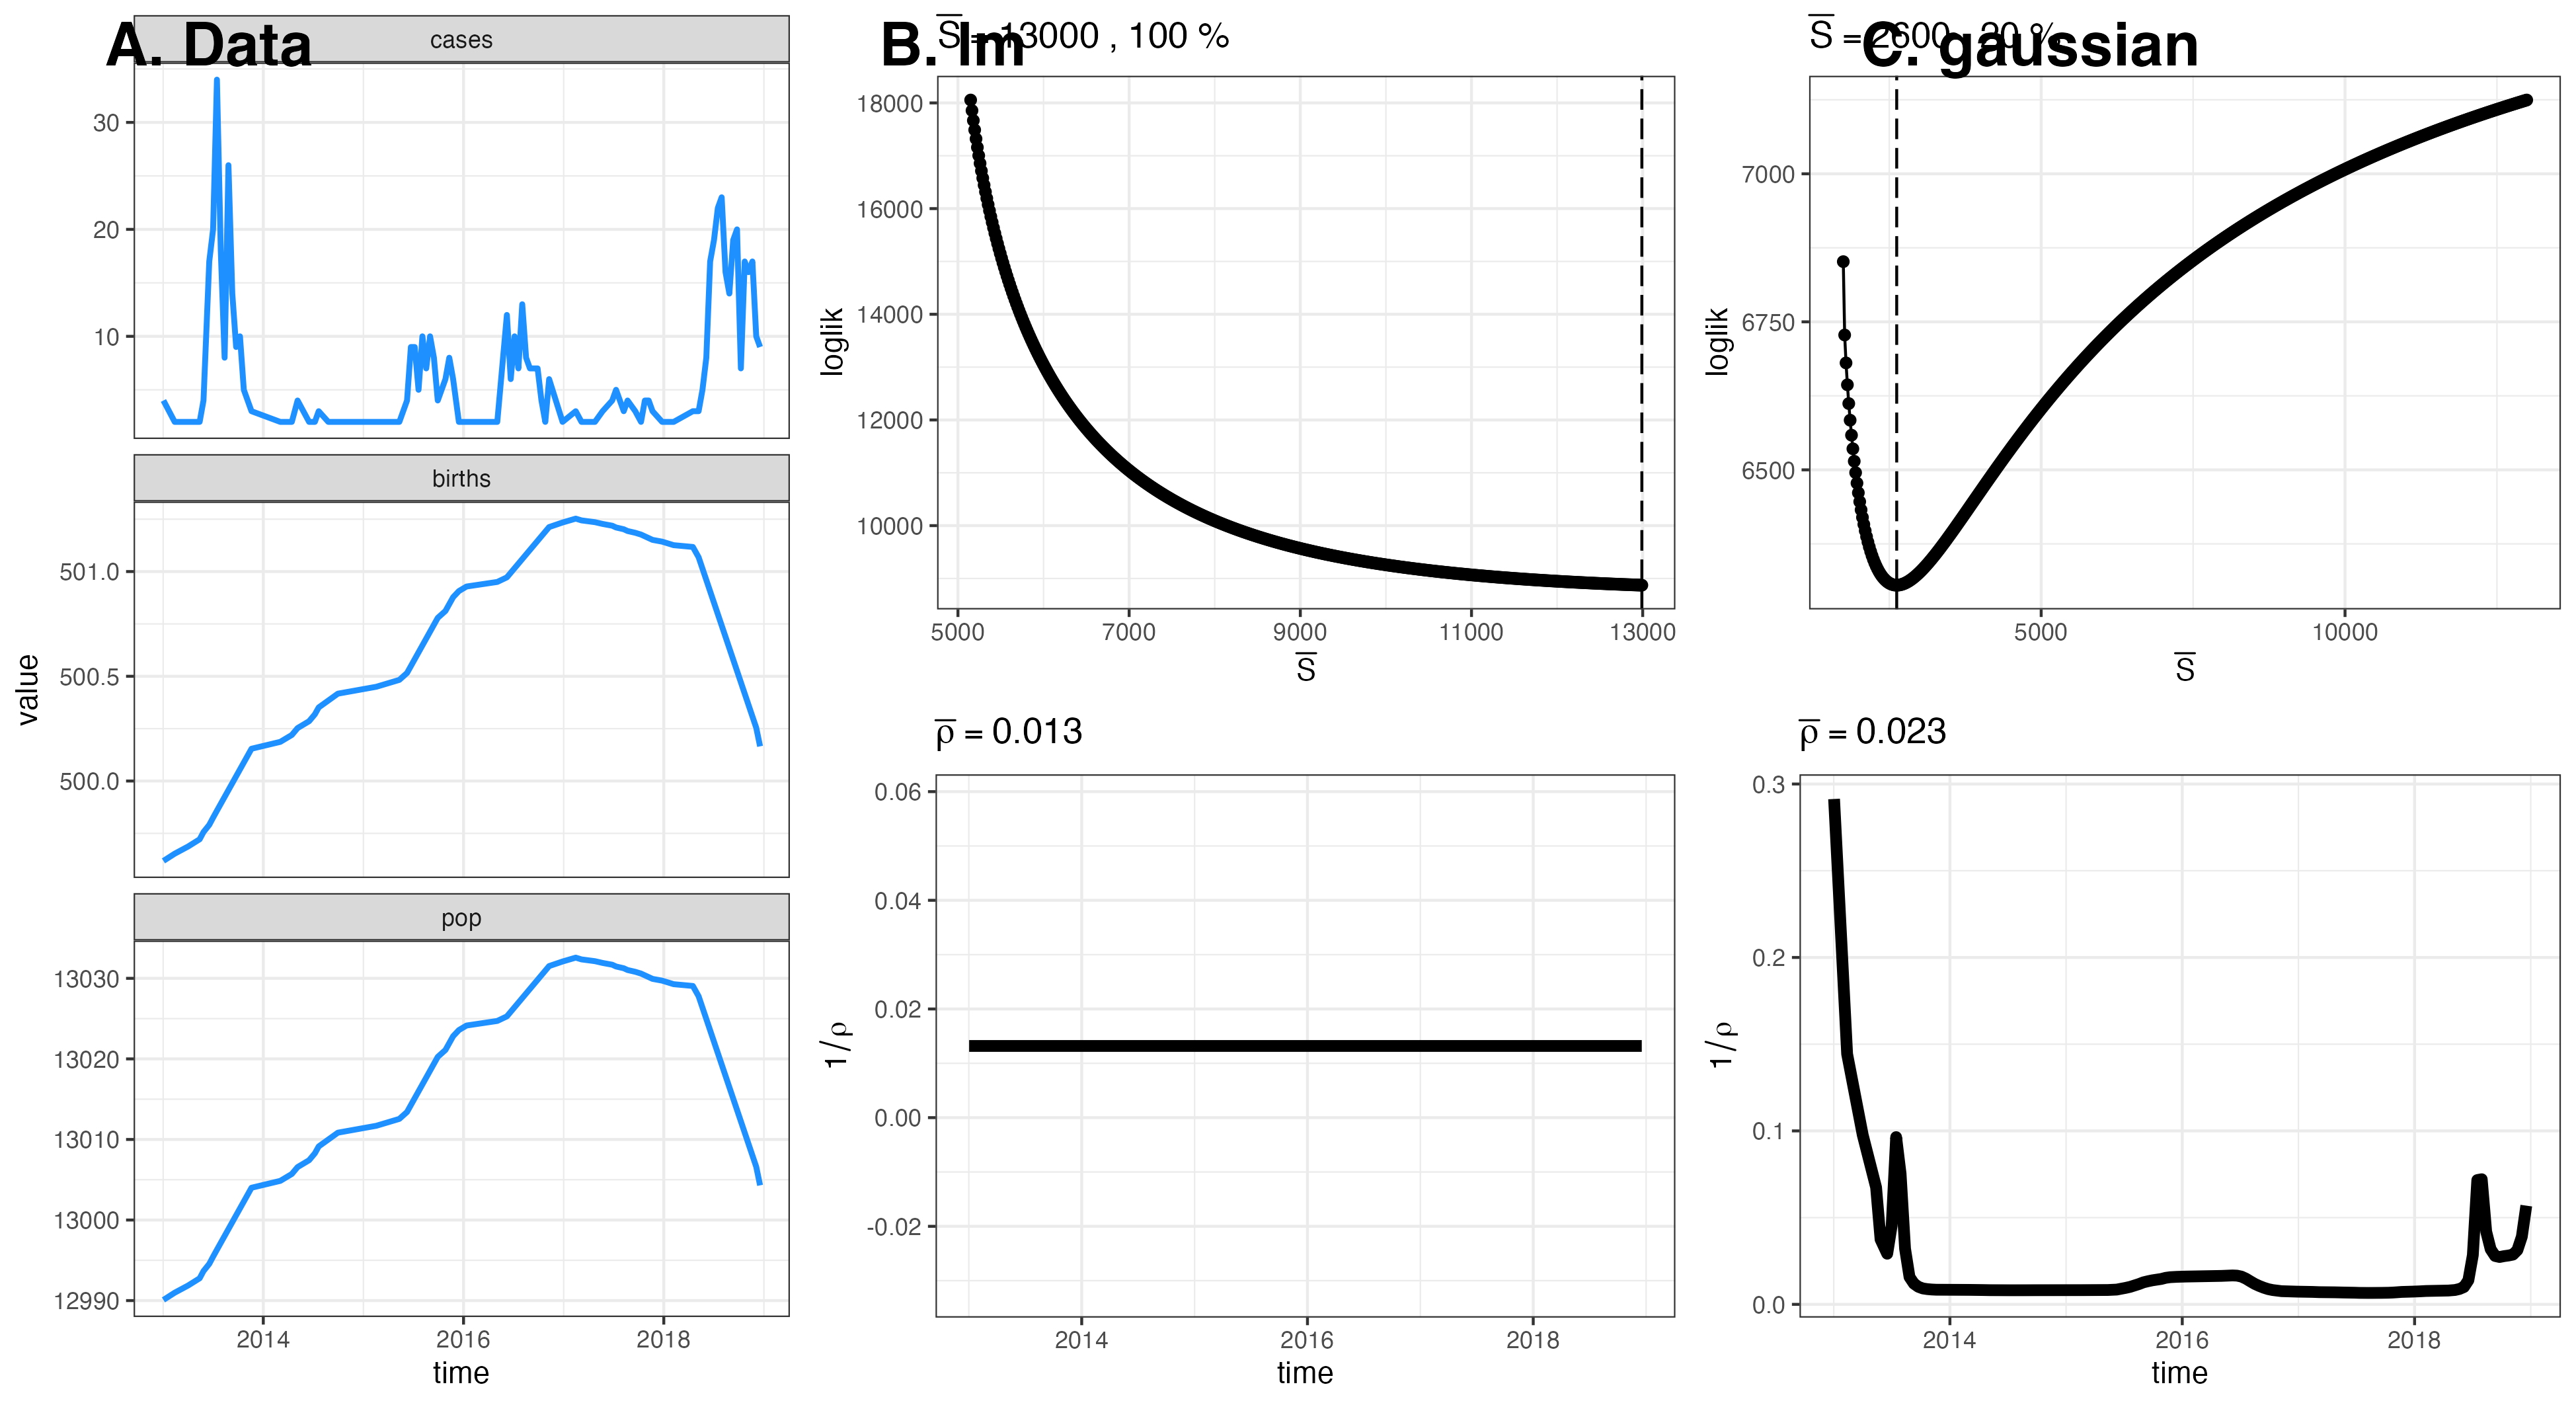 A. Data
cases
30
20
10
births
501.0
500.5
500.0
pop
13030
13020
13010
13000
12990
value
2014 2016 2018
time
B. lm
S̅ = 13000 , 100 %
18000
16000
14000
12000
10000
loglik
5000 7000 9000 11000 13000
S̅
ρ̅ = 0.013
0.06
0.04
0.02
0.00
-0.02
1/ρ
2014 2016 2018
time
C. gaussian
S̅ = 2600 , 20 %
7000
6750
6500
loglik
5000 10000
S̅
ρ̅ = 0.023
0.3
0.2
0.1
0.0
1/ρ
2014 2016 2018
time